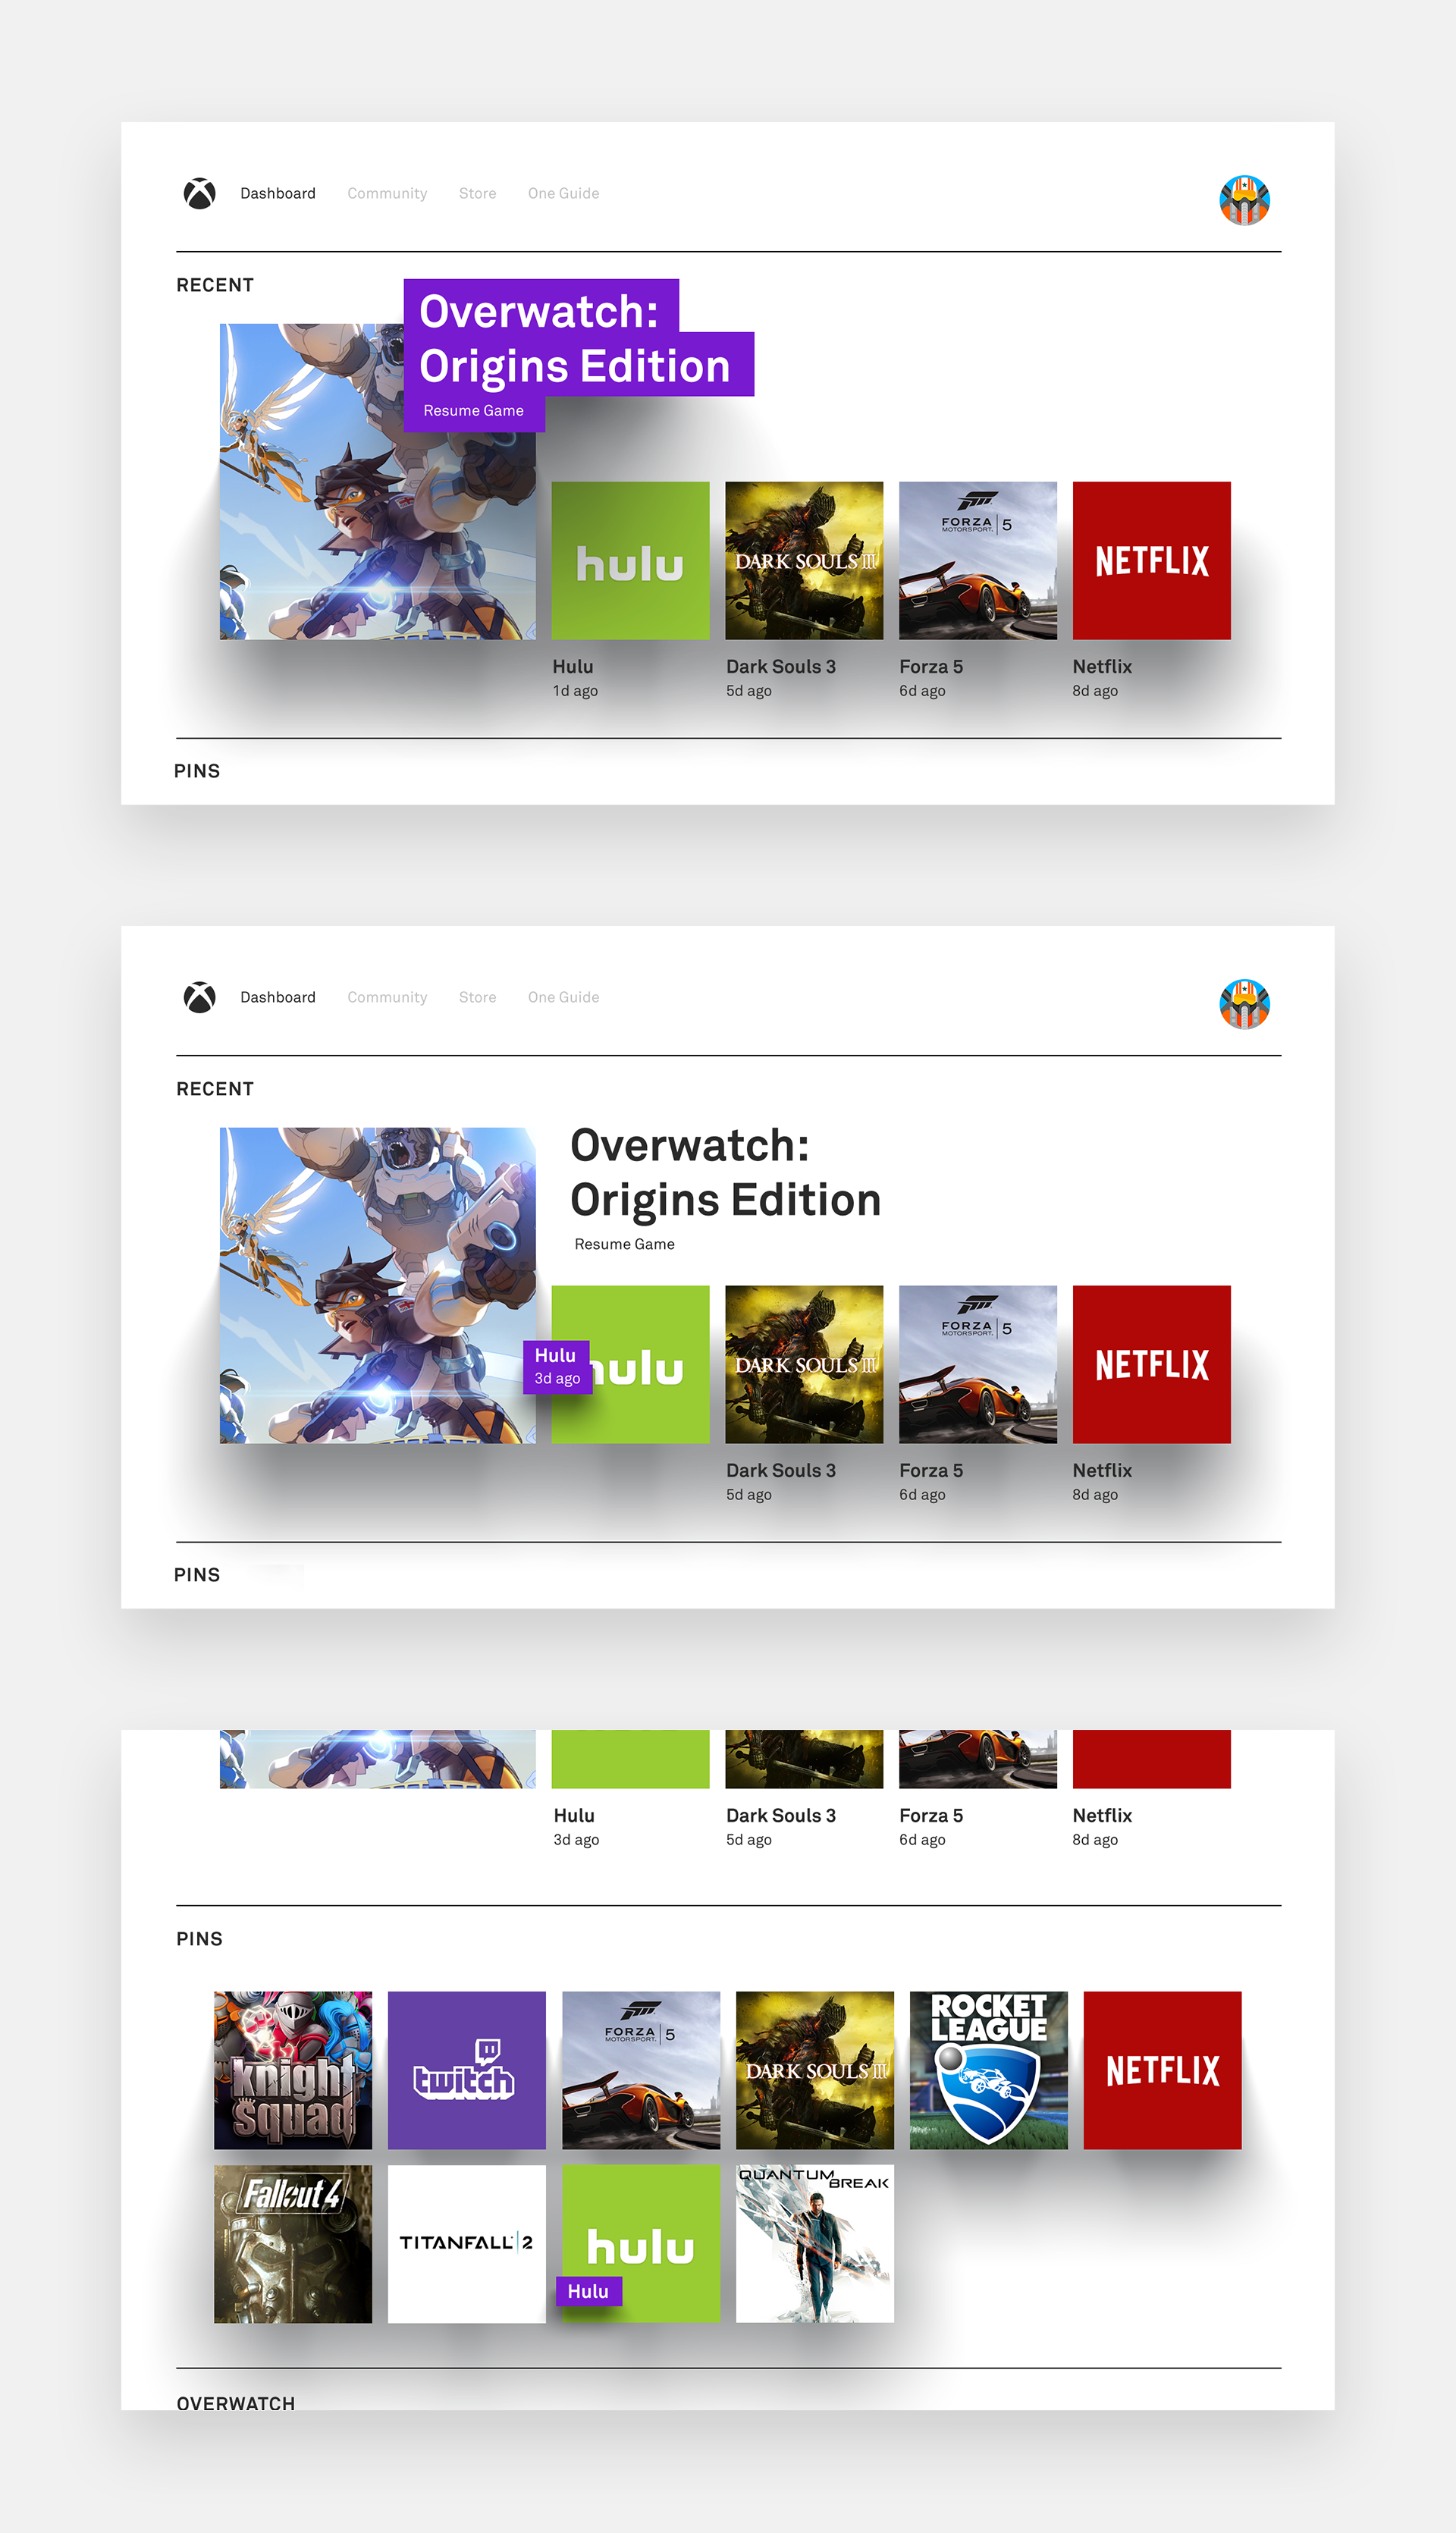 Dashboard Community Store One Guide
RECENT
Overwatch:
Origins Edition
Resume Game
hulu
DARK SOULS III
FORZA MOTORSPORT. 5
NETFLIX
Hulu
1d ago
Dark Souls 3
5d ago
Forza 5
6d ago
Netflix
8d ago
PINS
Dashboard Community Store One Guide
RECENT
Overwatch:
Origins Edition
Resume Game
Hulu
3d ago
hulu
DARK SOULS III
FORZA MOTORSPORT. 5
NETFLIX
Dark Souls 3
5d ago
Forza 5
6d ago
Netflix
8d ago
PINS
Hulu
3d ago
Dark Souls 3
5d ago
Forza 5
6d ago
Netflix
8d ago
PINS
knight
squad
twitch
FORZA MOTORSPORT. 5
DARK SOULS III
ROCKET
LEAGUE
NETFLIX
Fallout 4
TITANFALL 2
hulu
Hulu
QUANTUM
BREAK
OVERWATCH